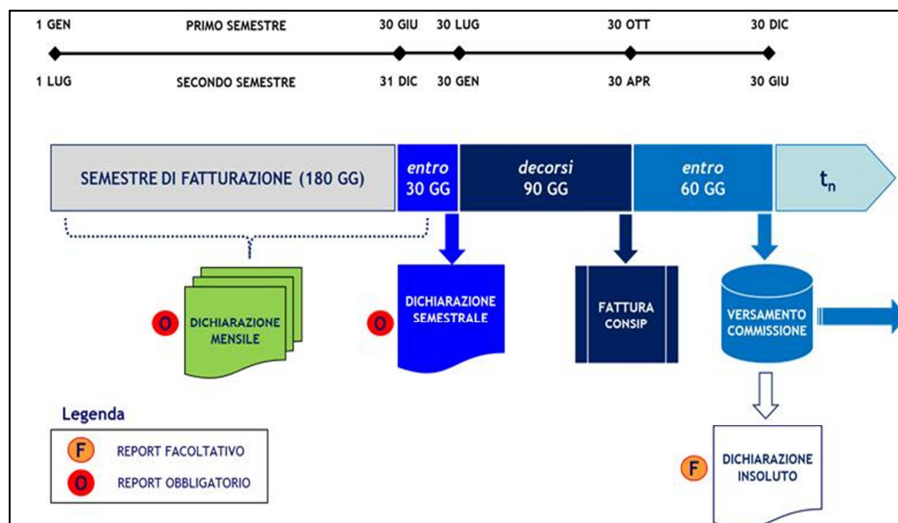 1 GEN PRIMO SEMESTRE 30 GIU 30 LUG 30 OTT 30 DIC
1 LUG SECONDO SEMESTRE 31 DIC 30 GEN 30 APR 30 GIU
SEMESTRE DI FATTURAZIONE (180 GG)
entro
30 GG
decorsi
90 GG
entro
60 GG
tn
O
DICHIARAZIONE
MENSILE
O
DICHIARAZIONE
SEMESTRALE
FATTURA
CONSIP
VERSAMENTO
COMMISSIONE
Legenda
F REPORT FACOLTATIVO
O REPORT OBBLIGATORIO
F
DICHIARAZIONE
INSOLUTO